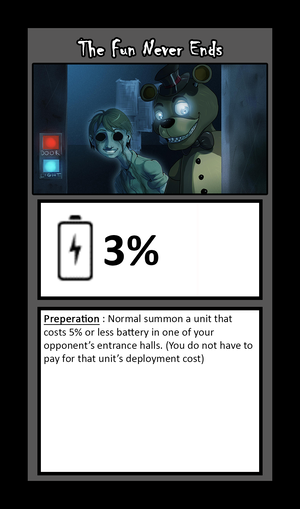 The Fun Never Ends
3%
Preperation : Normal summon a unit that
costs 5% or less battery in one of your
opponent's entrance halls. (You do not have to
pay for that unit's deployment cost)